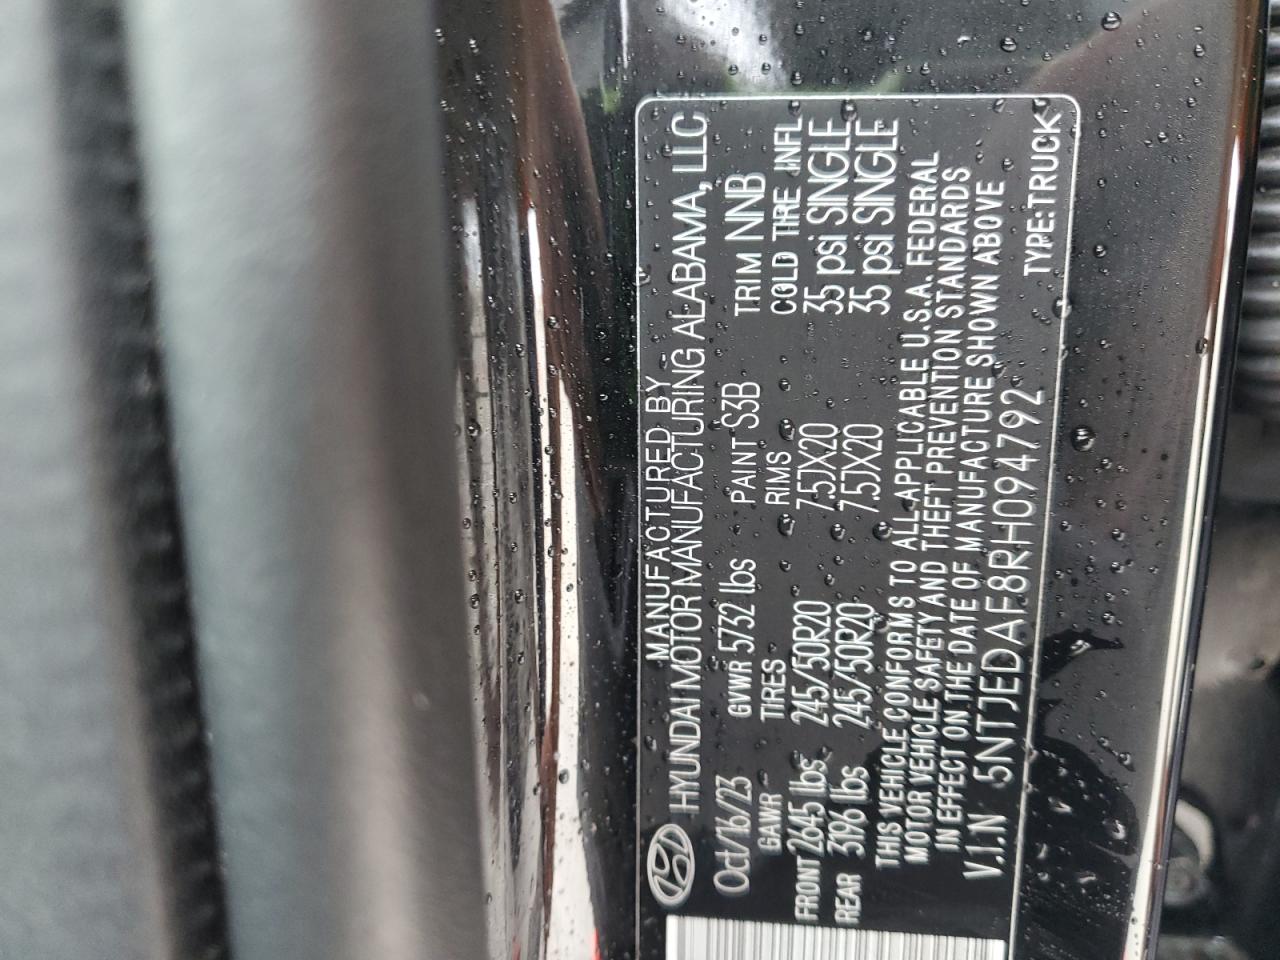 MANUFACTURED BY
HYUNDAI MOTOR MANUFACTURING ALABAMA, LLC
Oct/16/23 GVWR 5732 lbs PAINT S3B TRIM NNB
GAWR TIRES RIMS COLD TIRE INFL
FRONT 2645 lbs 245/50R20 7.5JX20 35 psi SINGLE
REAR 3196 lbs 245/50R20 7.5JX20 35 psi SINGLE
THIS VEHICLE CONFORMS TO ALL APPLICABLE U.S.A. FEDERAL
MOTOR VEHICLE SAFETY AND THEFT PREVENTION STANDARDS
IN EFFECT ON THE DATE OF MANUFACTURE SHOWN ABOVE
V.I.N 5NTJEDAF8RH094792 TYPE:TRUCK